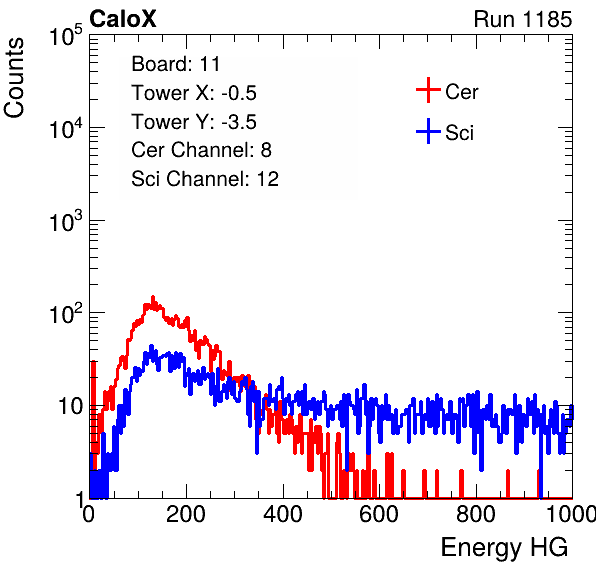 CaloX Run 1185
Counts
10^5
10^4
10^3
10^2
10
1
Board: 11
Tower X: -0.5
Tower Y: -3.5
Cer Channel: 8
Sci Channel: 12
Cer
Sci
0 200 400 600 800 1000
Energy HG